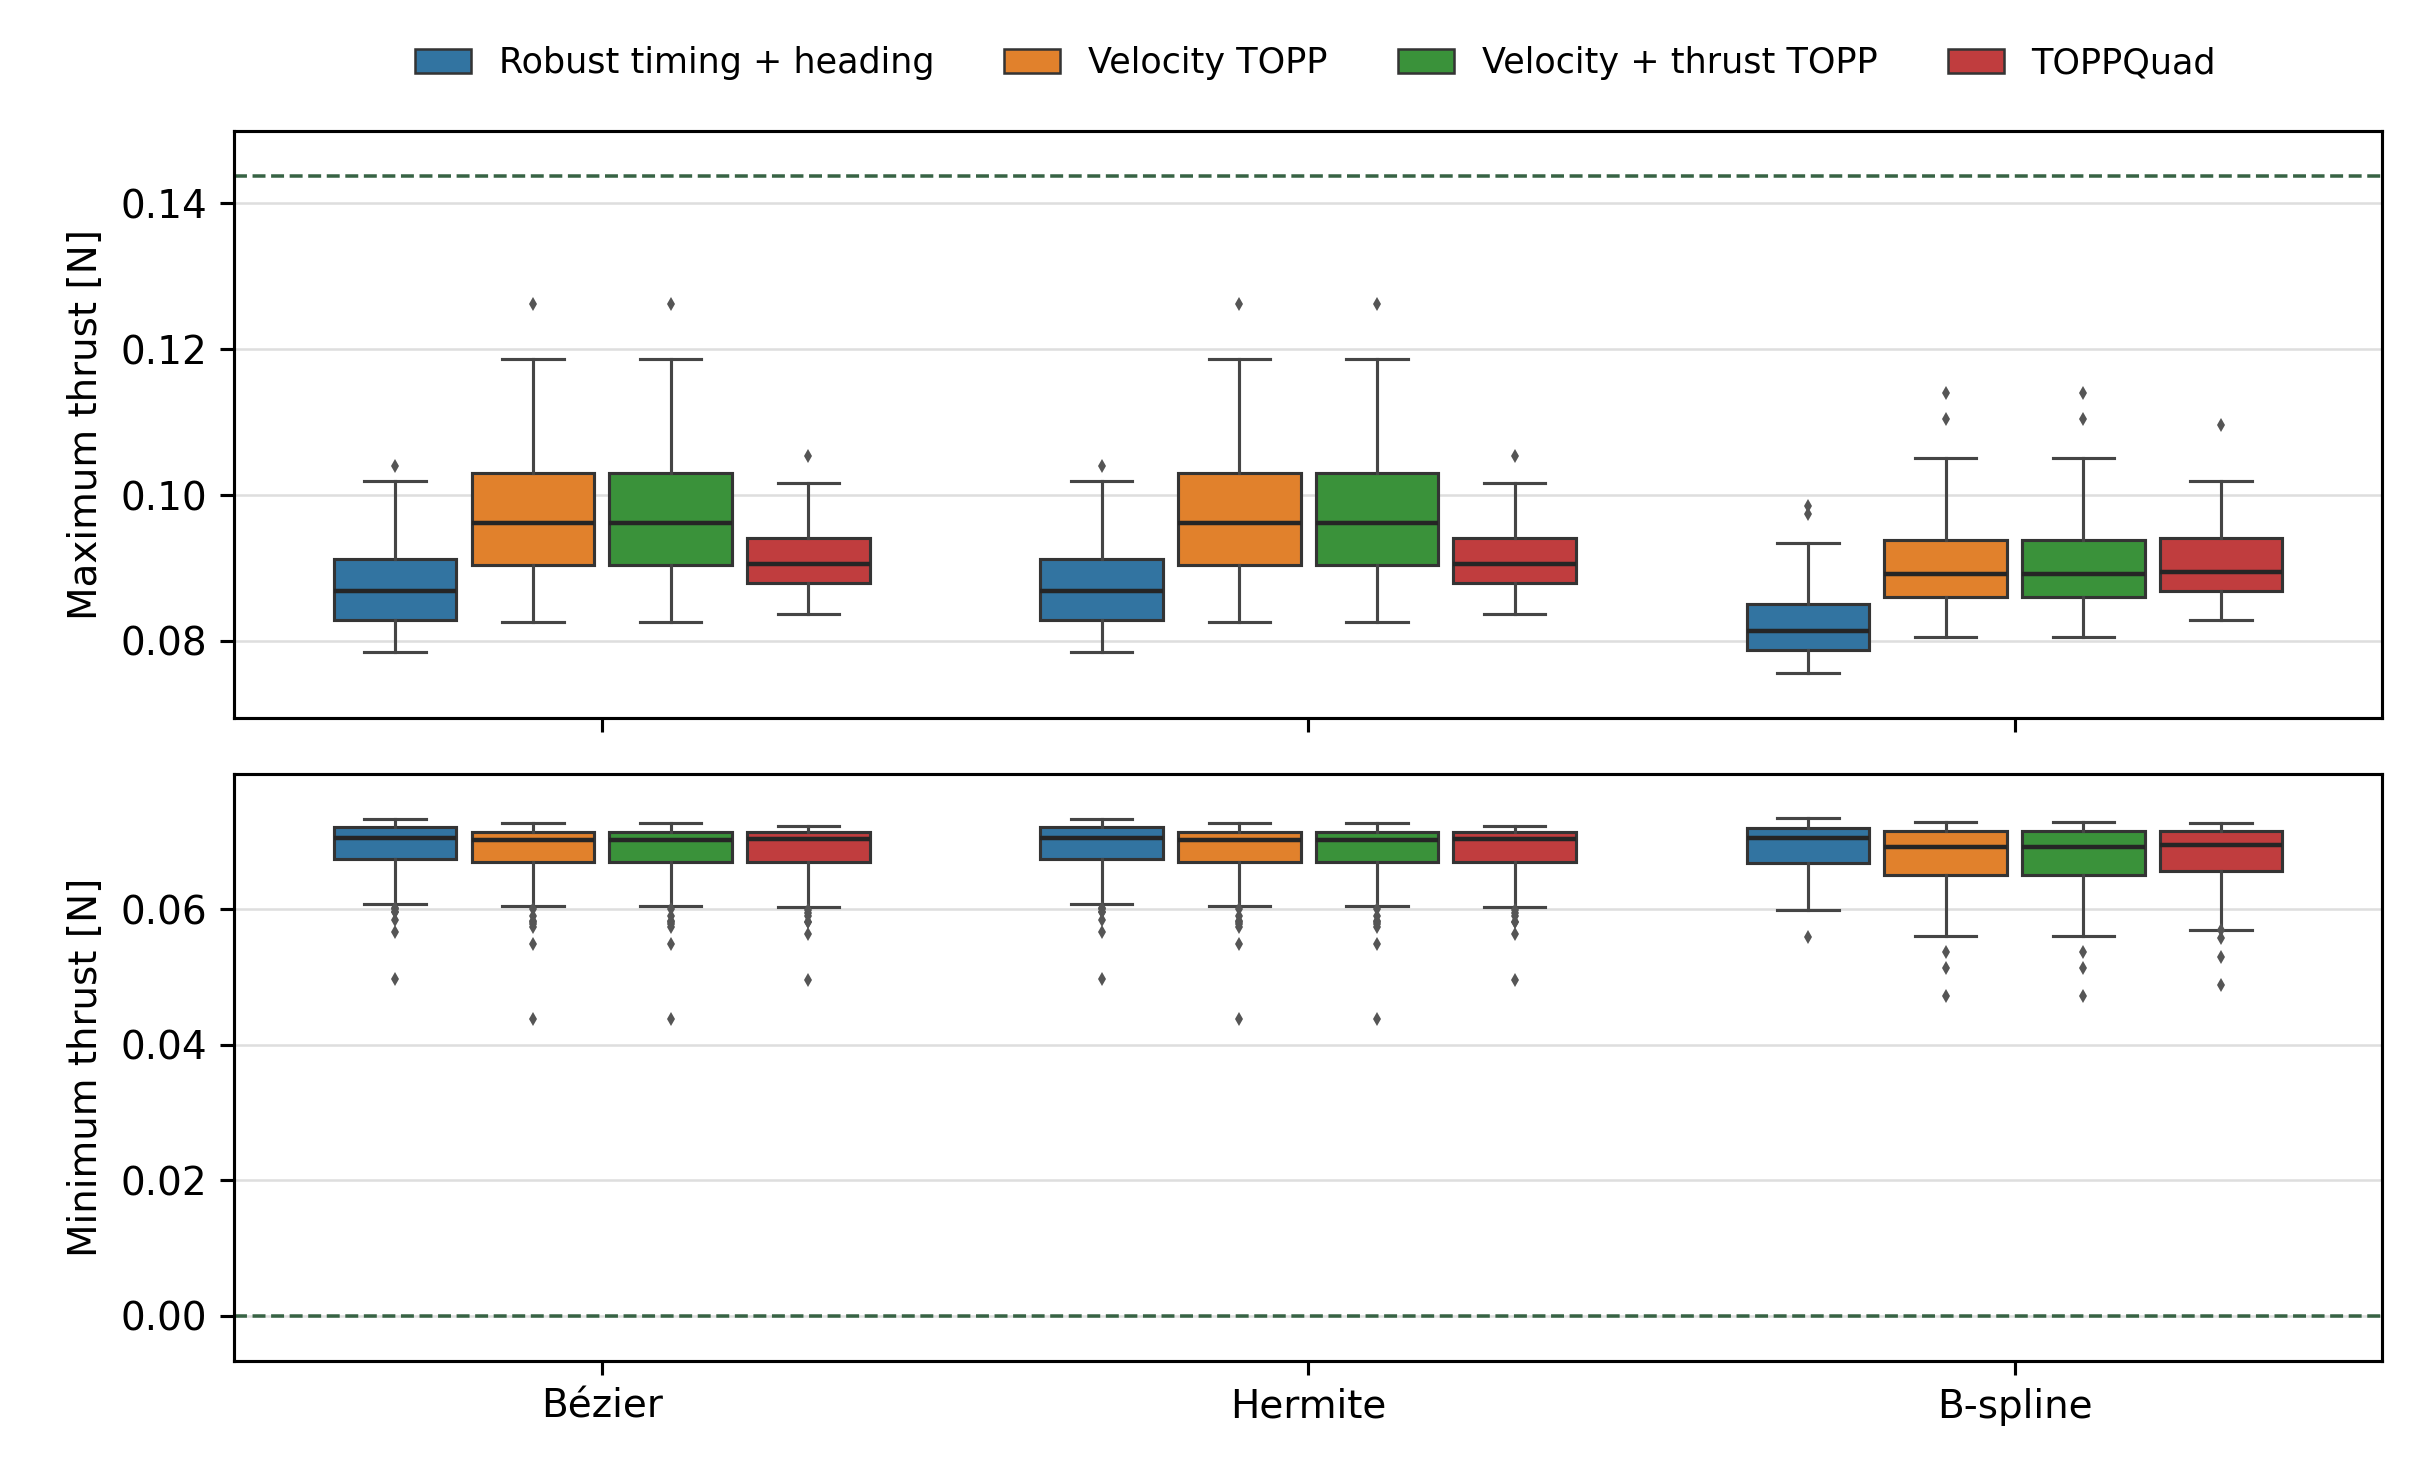 Robust timing + heading Velocity TOPP Velocity + thrust TOPP TOPPQuad
Maximum thrust [N]
0.14
0.12
0.10
0.08
Minimum thrust [N]
0.06
0.04
0.02
0.00
Bézier Hermite B-spline